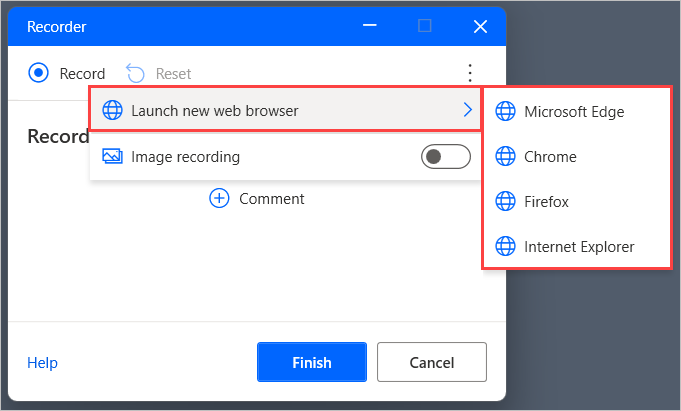 Recorder
Record
Reset
Launch new web browser
Microsoft Edge
Record
Image recording
Chrome
Comment
Firefox
Internet Explorer
Help
Finish
Cancel